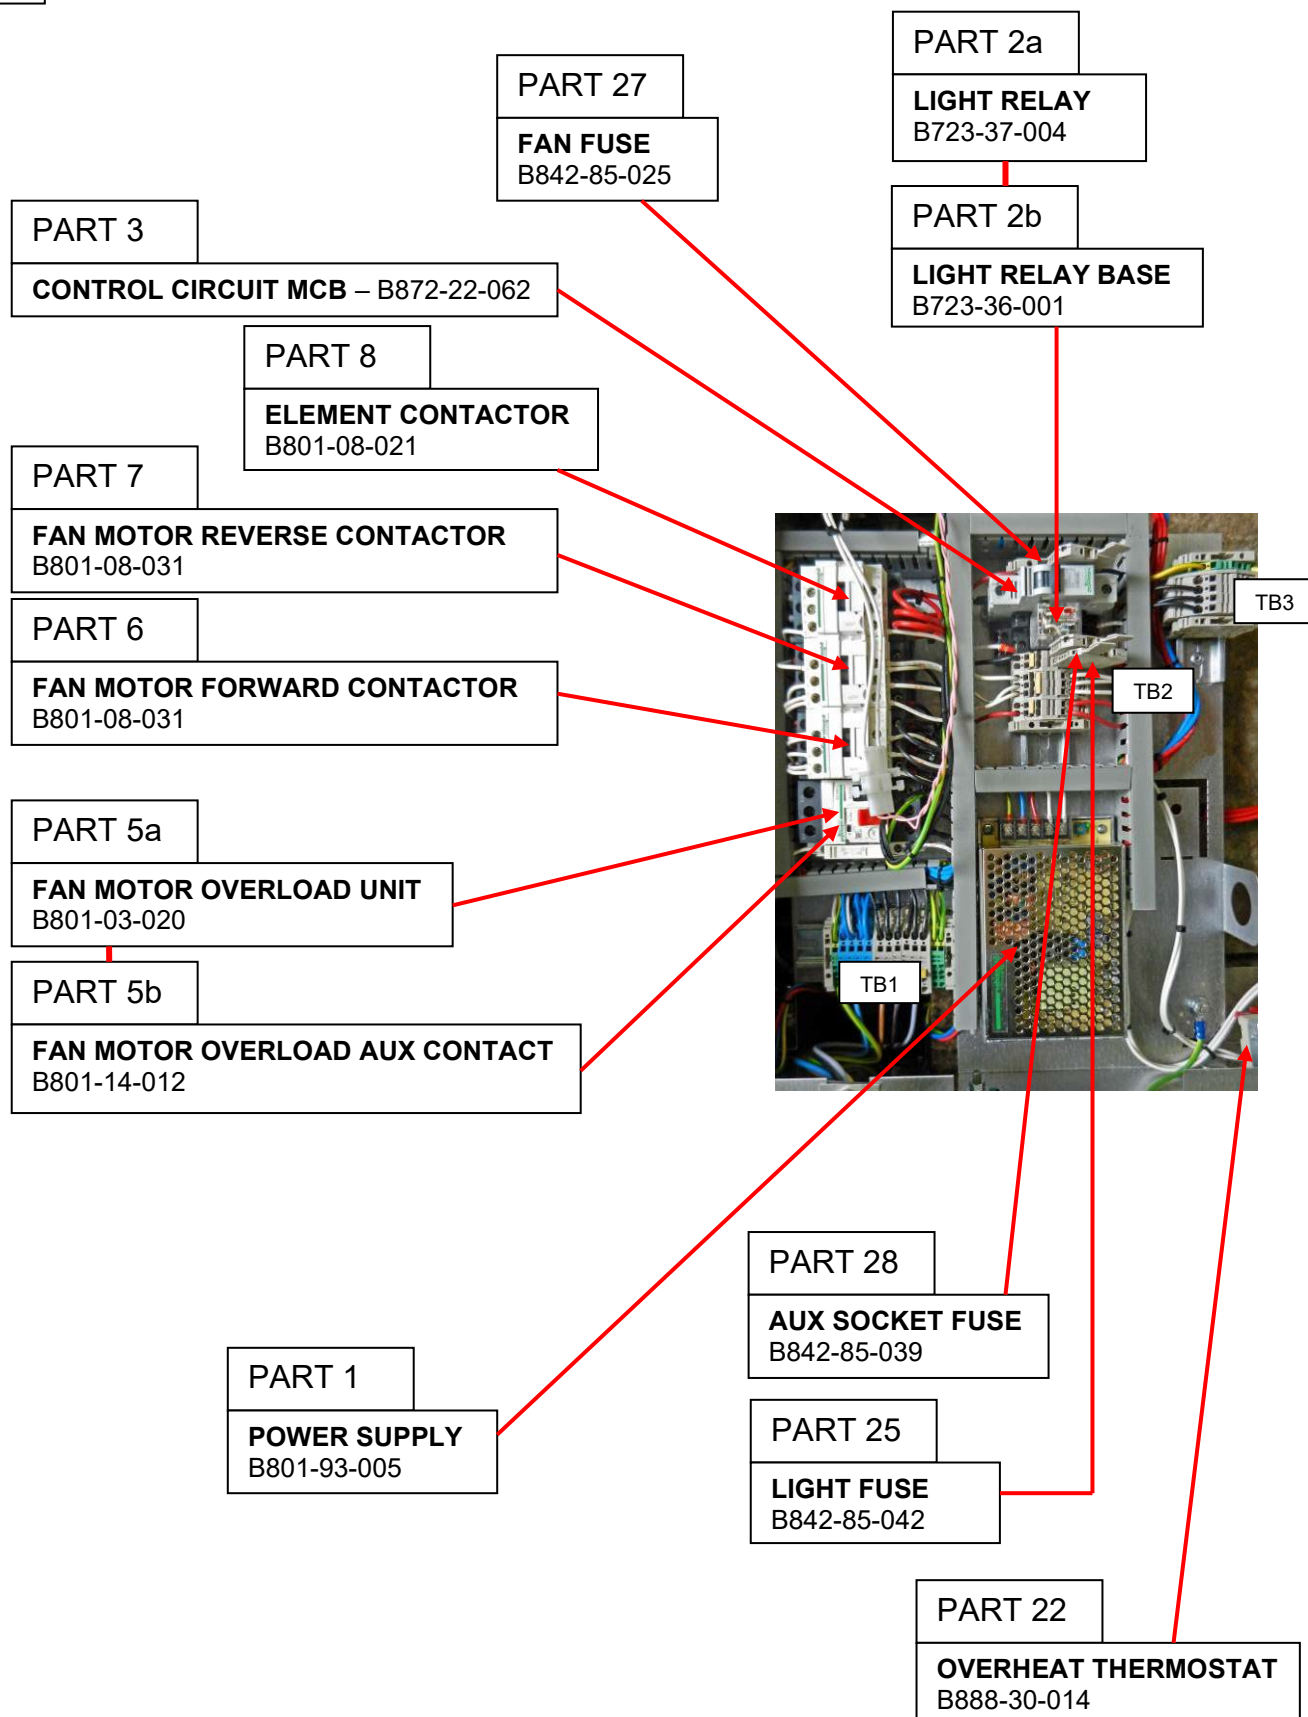 PART 2a
LIGHT RELAY
B723-37-004
PART 27
FAN FUSE
B842-85-025
PART 2b
LIGHT RELAY BASE
B723-36-001
PART 3
CONTROL CIRCUIT MCB – B872-22-062
PART 8
ELEMENT CONTACTOR
B801-08-021
PART 7
FAN MOTOR REVERSE CONTACTOR
B801-08-031
PART 6
FAN MOTOR FORWARD CONTACTOR
B801-08-031
TB3
TB2
PART 5a
FAN MOTOR OVERLOAD UNIT
B801-03-020
PART 5b
FAN MOTOR OVERLOAD AUX CONTACT
B801-14-012
TB1
PART 28
AUX SOCKET FUSE
B842-85-039
PART 1
POWER SUPPLY
B801-93-005
PART 25
LIGHT FUSE
B842-85-042
PART 22
OVERHEAT THERMOSTAT
B888-30-014